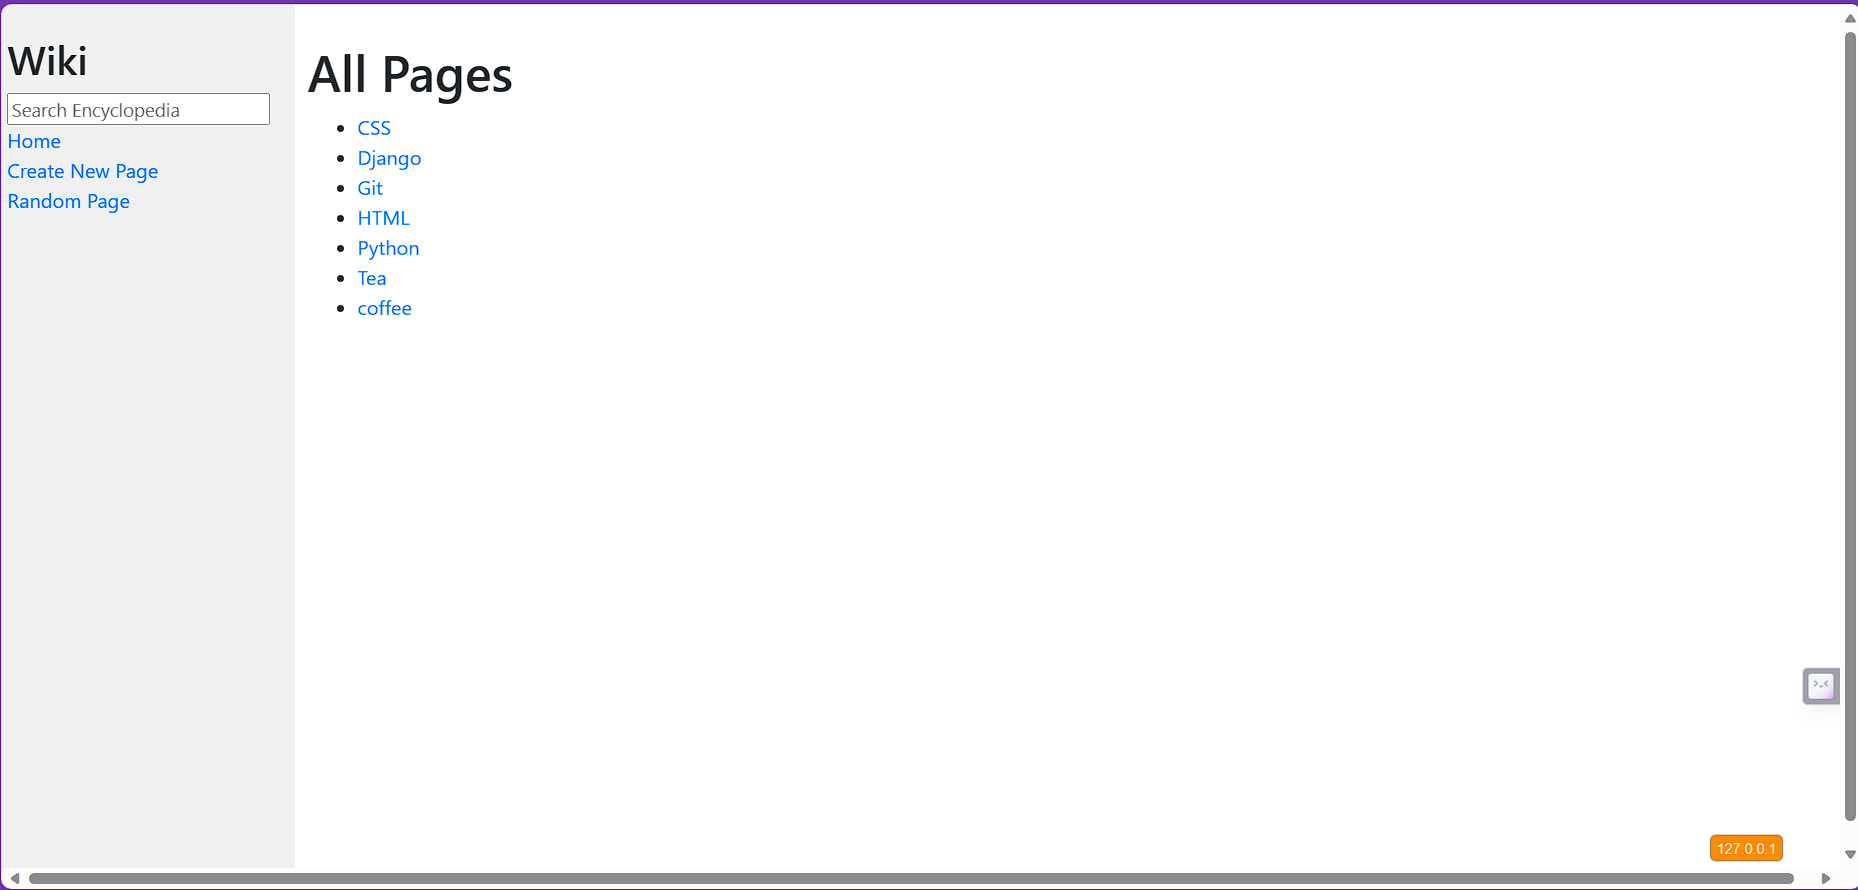 Wiki
Search Encyclopedia
Home
Create New Page
Random Page
All Pages
CSS
Django
Git
HTML
Python
Tea
coffee
127.0.0.1